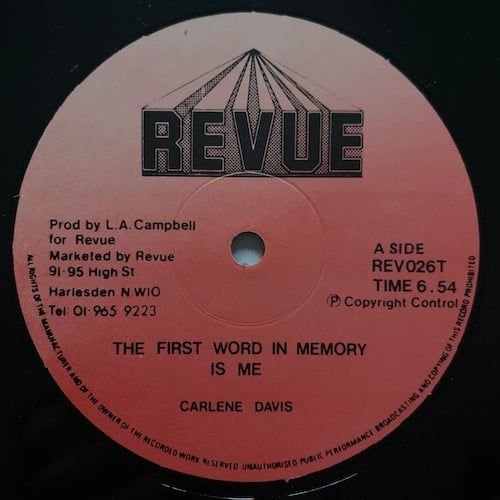 REVUE
Prod by L.A. Campbell
for Revue
Marketed by Revue
91·95 High St
Harlesden NW10
Tel: 01·965 9223
A SIDE
REV026T
TIME 6.54
Ⓟ Copyright Control
THE FIRST WORD IN MEMORY
IS ME
CARLENE DAVIS
ALL RIGHTS OF THE MANUFACTURER AND OF THE OWNER OF THE RECORDED WORK RESERVED UNAUTHORISED PUBLIC PERFORMANCE BROADCASTING AND COPYING OF THIS RECORD PROHIBITED